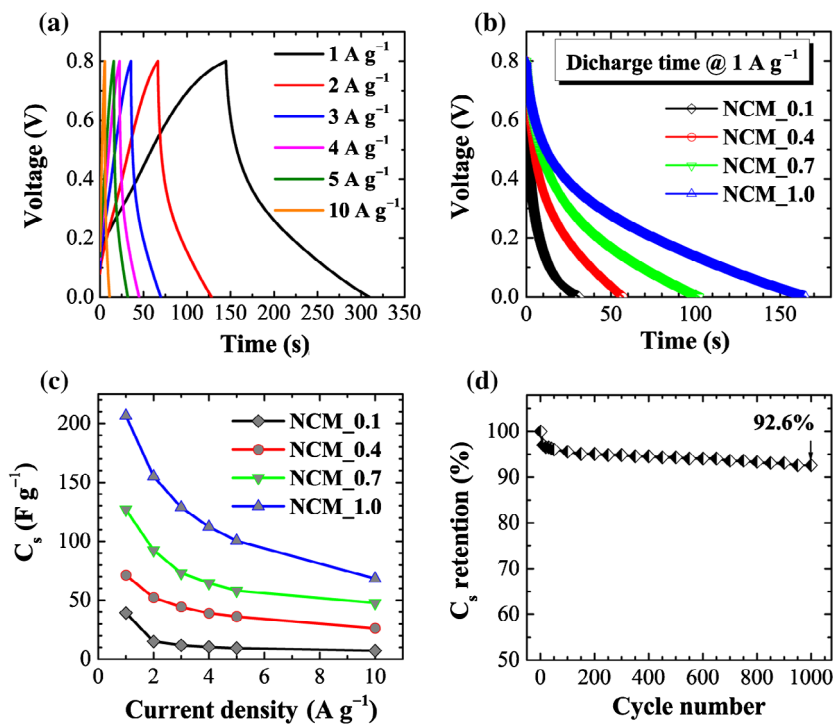 (a)
0.8
0.6
0.4
0.2
0.0
Voltage (V)
1 A g⁻¹
2 A g⁻¹
3 A g⁻¹
4 A g⁻¹
5 A g⁻¹
10 A g⁻¹
0 50 100 150 200 250 300 350
Time (s)
(b)
0.8
0.6
0.4
0.2
0.0
Voltage (V)
Dicharge time @ 1 A g⁻¹
NCM_0.1
NCM_0.4
NCM_0.7
NCM_1.0
0 50 100 150
Time (s)
(c)
200
150
100
50
0
Cₛ (F g⁻¹)
NCM_0.1
NCM_0.4
NCM_0.7
NCM_1.0
0 2 4 6 8 10
Current density (A g⁻¹)
(d)
100
90
80
70
60
50
Cₛ retention (%)
92.6%
0 200 400 600 800 1000
Cycle number